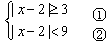 |x − 2|≥ 3 ①
|x − 2|< 9 ②